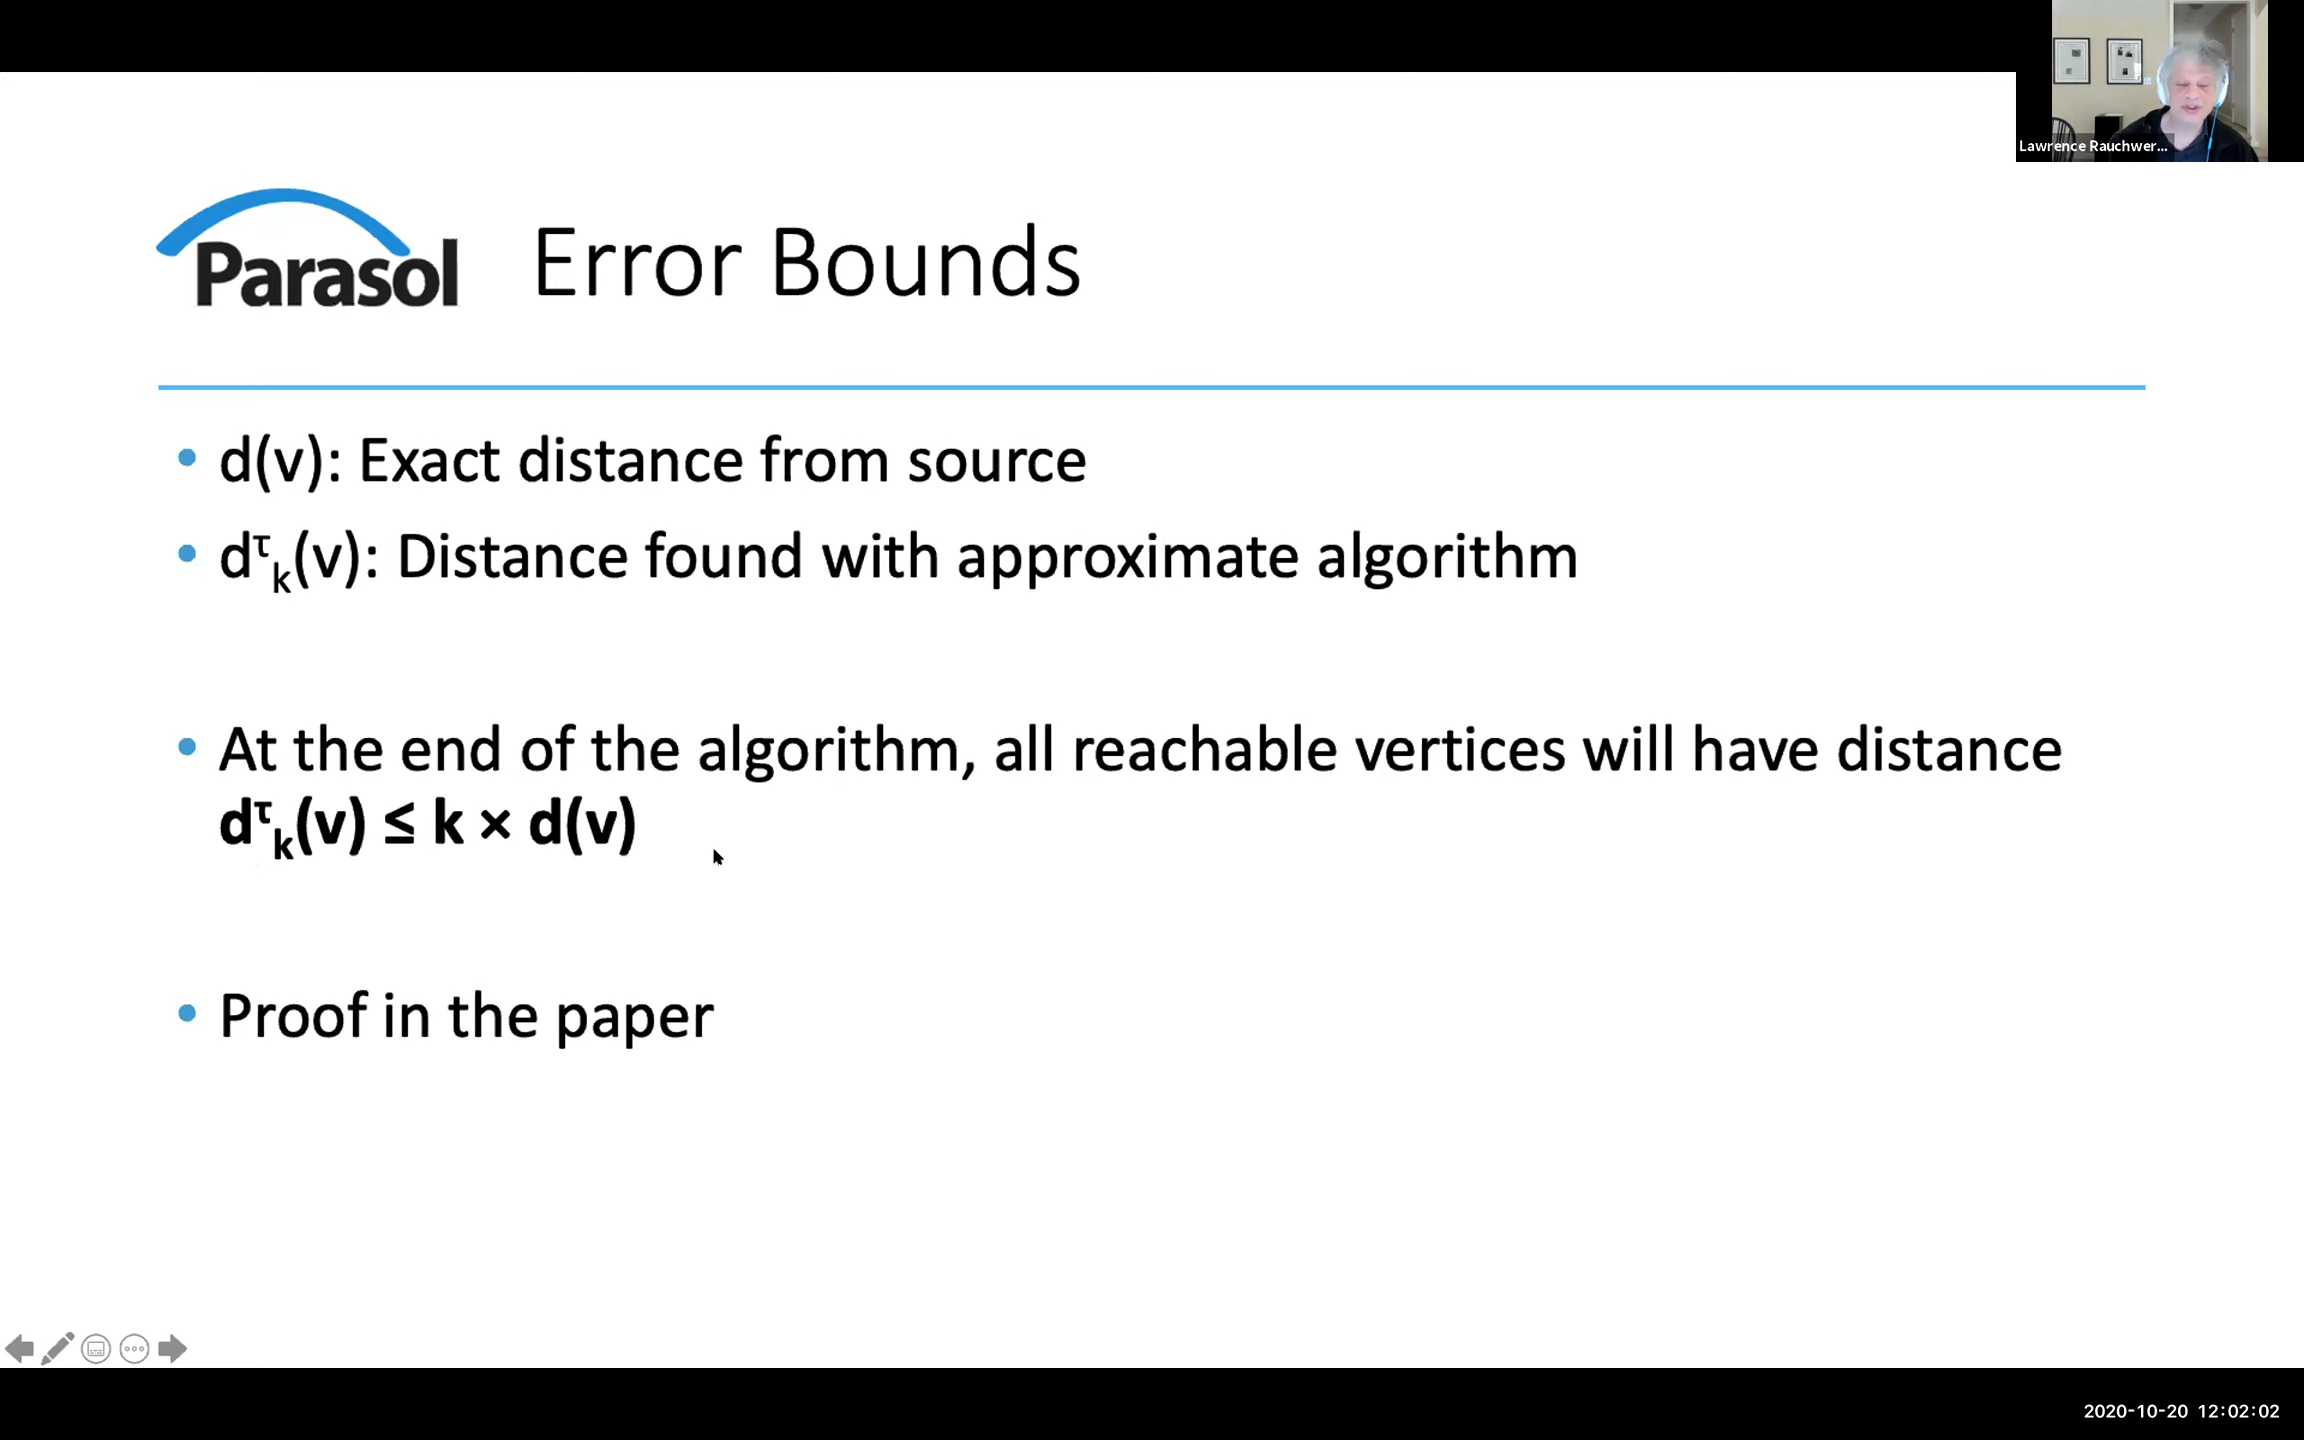 Lawrence Rauchwer...
Parasol
Error Bounds
• d(v): Exact distance from source
• dᵗₖ(v): Distance found with approximate algorithm
• At the end of the algorithm, all reachable vertices will have distance
dᵗₖ(v) ≤ k × d(v)
• Proof in the paper
2020-10-20 12:02:02